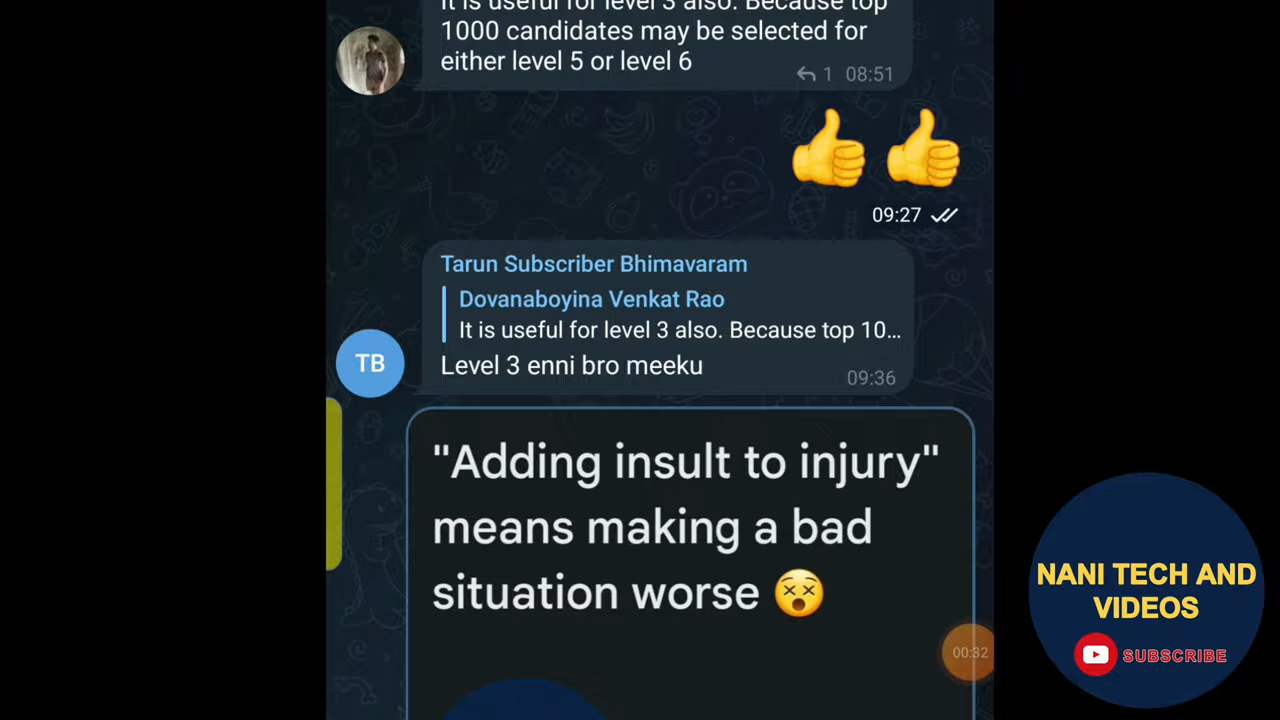 It is useful for level 3 also. Because top
1000 candidates may be selected for
either level 5 or level 6
1 08:51
👍 👍
09:27
Tarun Subscriber Bhimavaram
Dovanaboyina Venkat Rao
It is useful for level 3 also. Because top 10...
TB
Level 3 enni bro meeku
09:36
"Adding insult to injury"
means making a bad
situation worse 😵
00:32
NANI TECH AND
VIDEOS
SUBSCRIBE